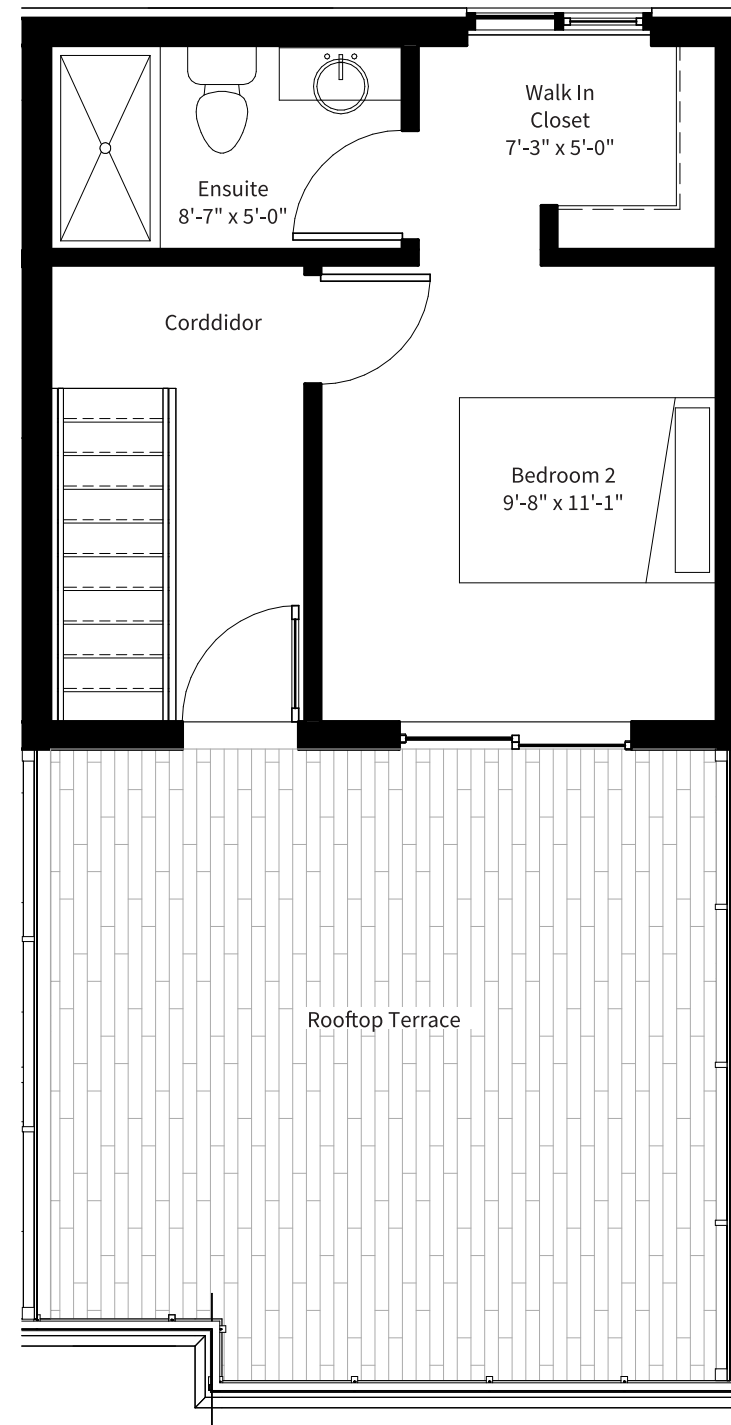 Walk In
Closet
7'-3" x 5'-0"
Ensuite
8'-7" x 5'-0"
Corddidor
Bedroom 2
9'-8" x 11'-1"
Rooftop Terrace